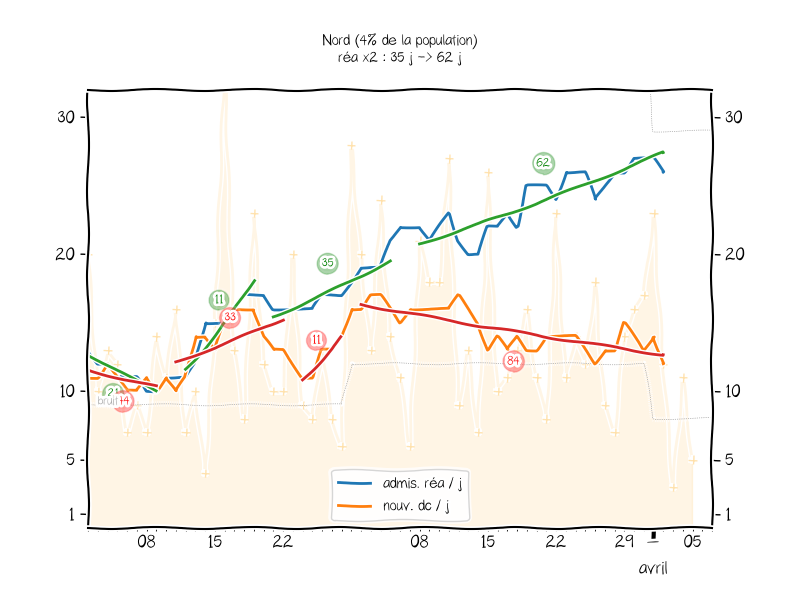 Nord (4% de la population)
réa x2 : 35 j -> 62 j
30 30
62
20 20
35
11
33
11
84
10 10
21
bruit 44
5 5
admis. réa / j
nouv. dc / j
1 1
08 15 22 08 15 22 29 05
avril